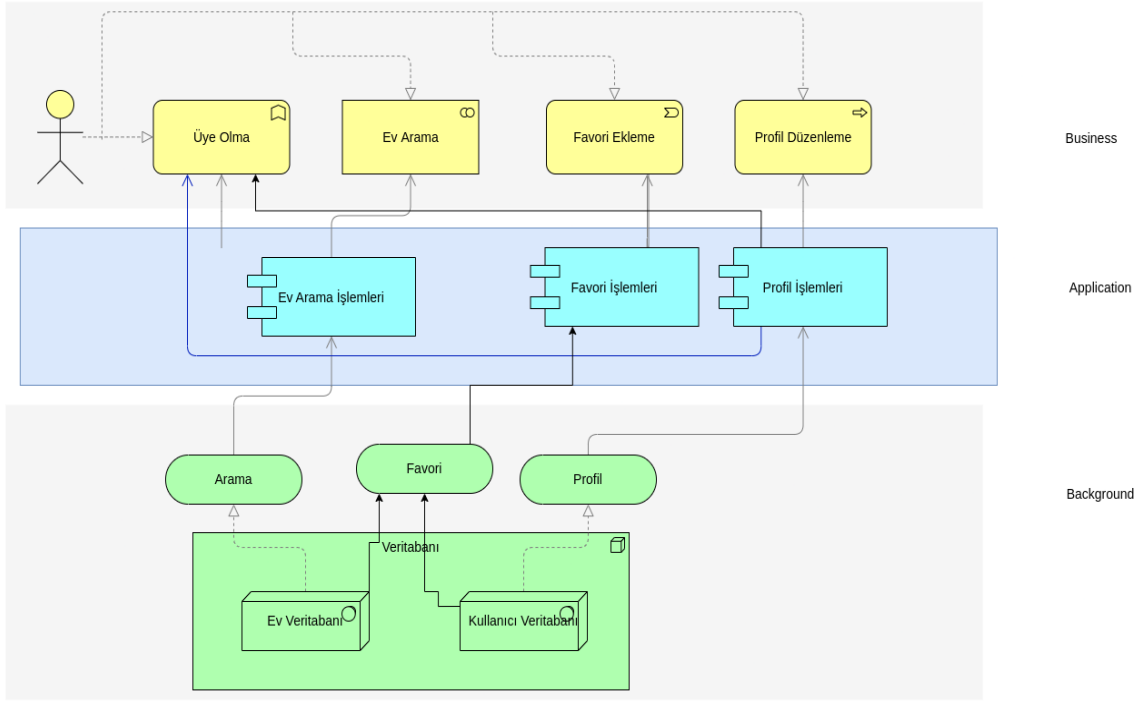 Üye Olma
Ev Arama
Favori Ekleme
Profil Düzenleme
Business
Ev Arama İşlemleri
Favori İşlemleri
Profil İşlemleri
Application
Arama
Favori
Profil
Background
Veritabanı
Ev Veritabanı
Kullanıcı Veritabanı